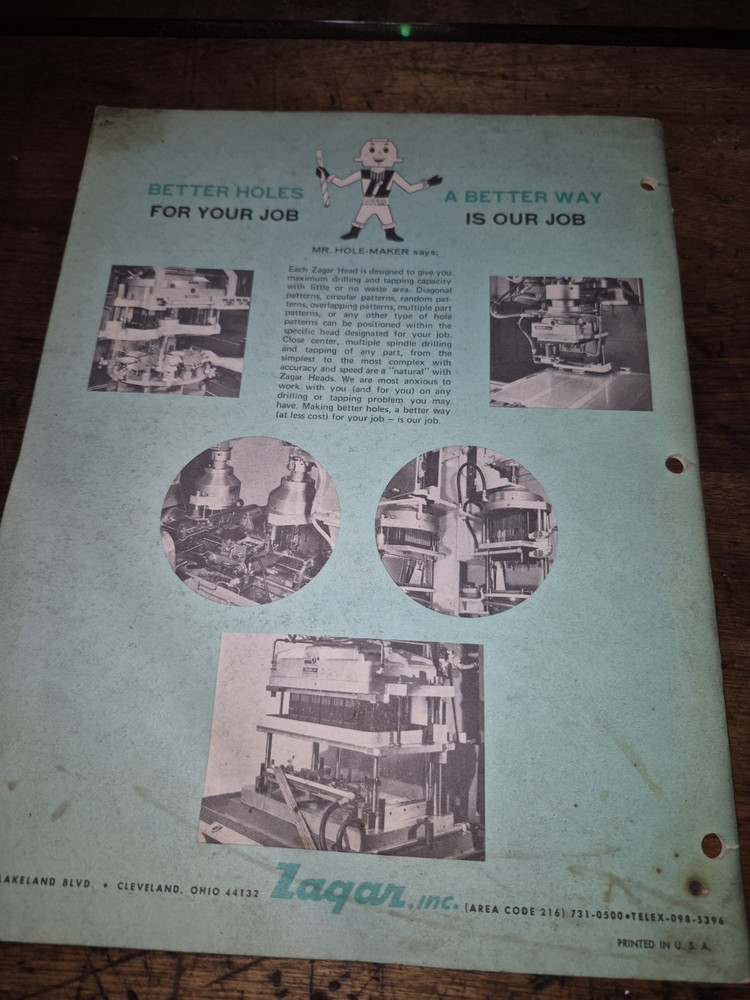 BETTER HOLES
FOR YOUR JOB
A BETTER WAY
IS OUR JOB
MR. HOLE-MAKER says:
Each Zagar Head is designed to give you
maximum drilling and tapping capacity
with little or no waste area. Diagonal
patterns, circular patterns, random pat-
terns, overlapping patterns, multiple part
patterns, or any other type of hole
patterns can be positioned within the
specific head designated for your job.
Close center, multiple spindle drilling
and tapping of any part, from the
simplest to the most complex with
accuracy and speed are a "natural" with
Zagar Heads. We are most anxious to
work with you (and for you) on any
drilling or tapping problem you may
have. Making better holes, a better way
(at less cost) for your job — is our job.
LAKELAND BLVD. • CLEVELAND, OHIO 44132 Zagar, INC. (AREA CODE 216) 731-0500•TELEX-098-5396
PRINTED IN U. S. A.